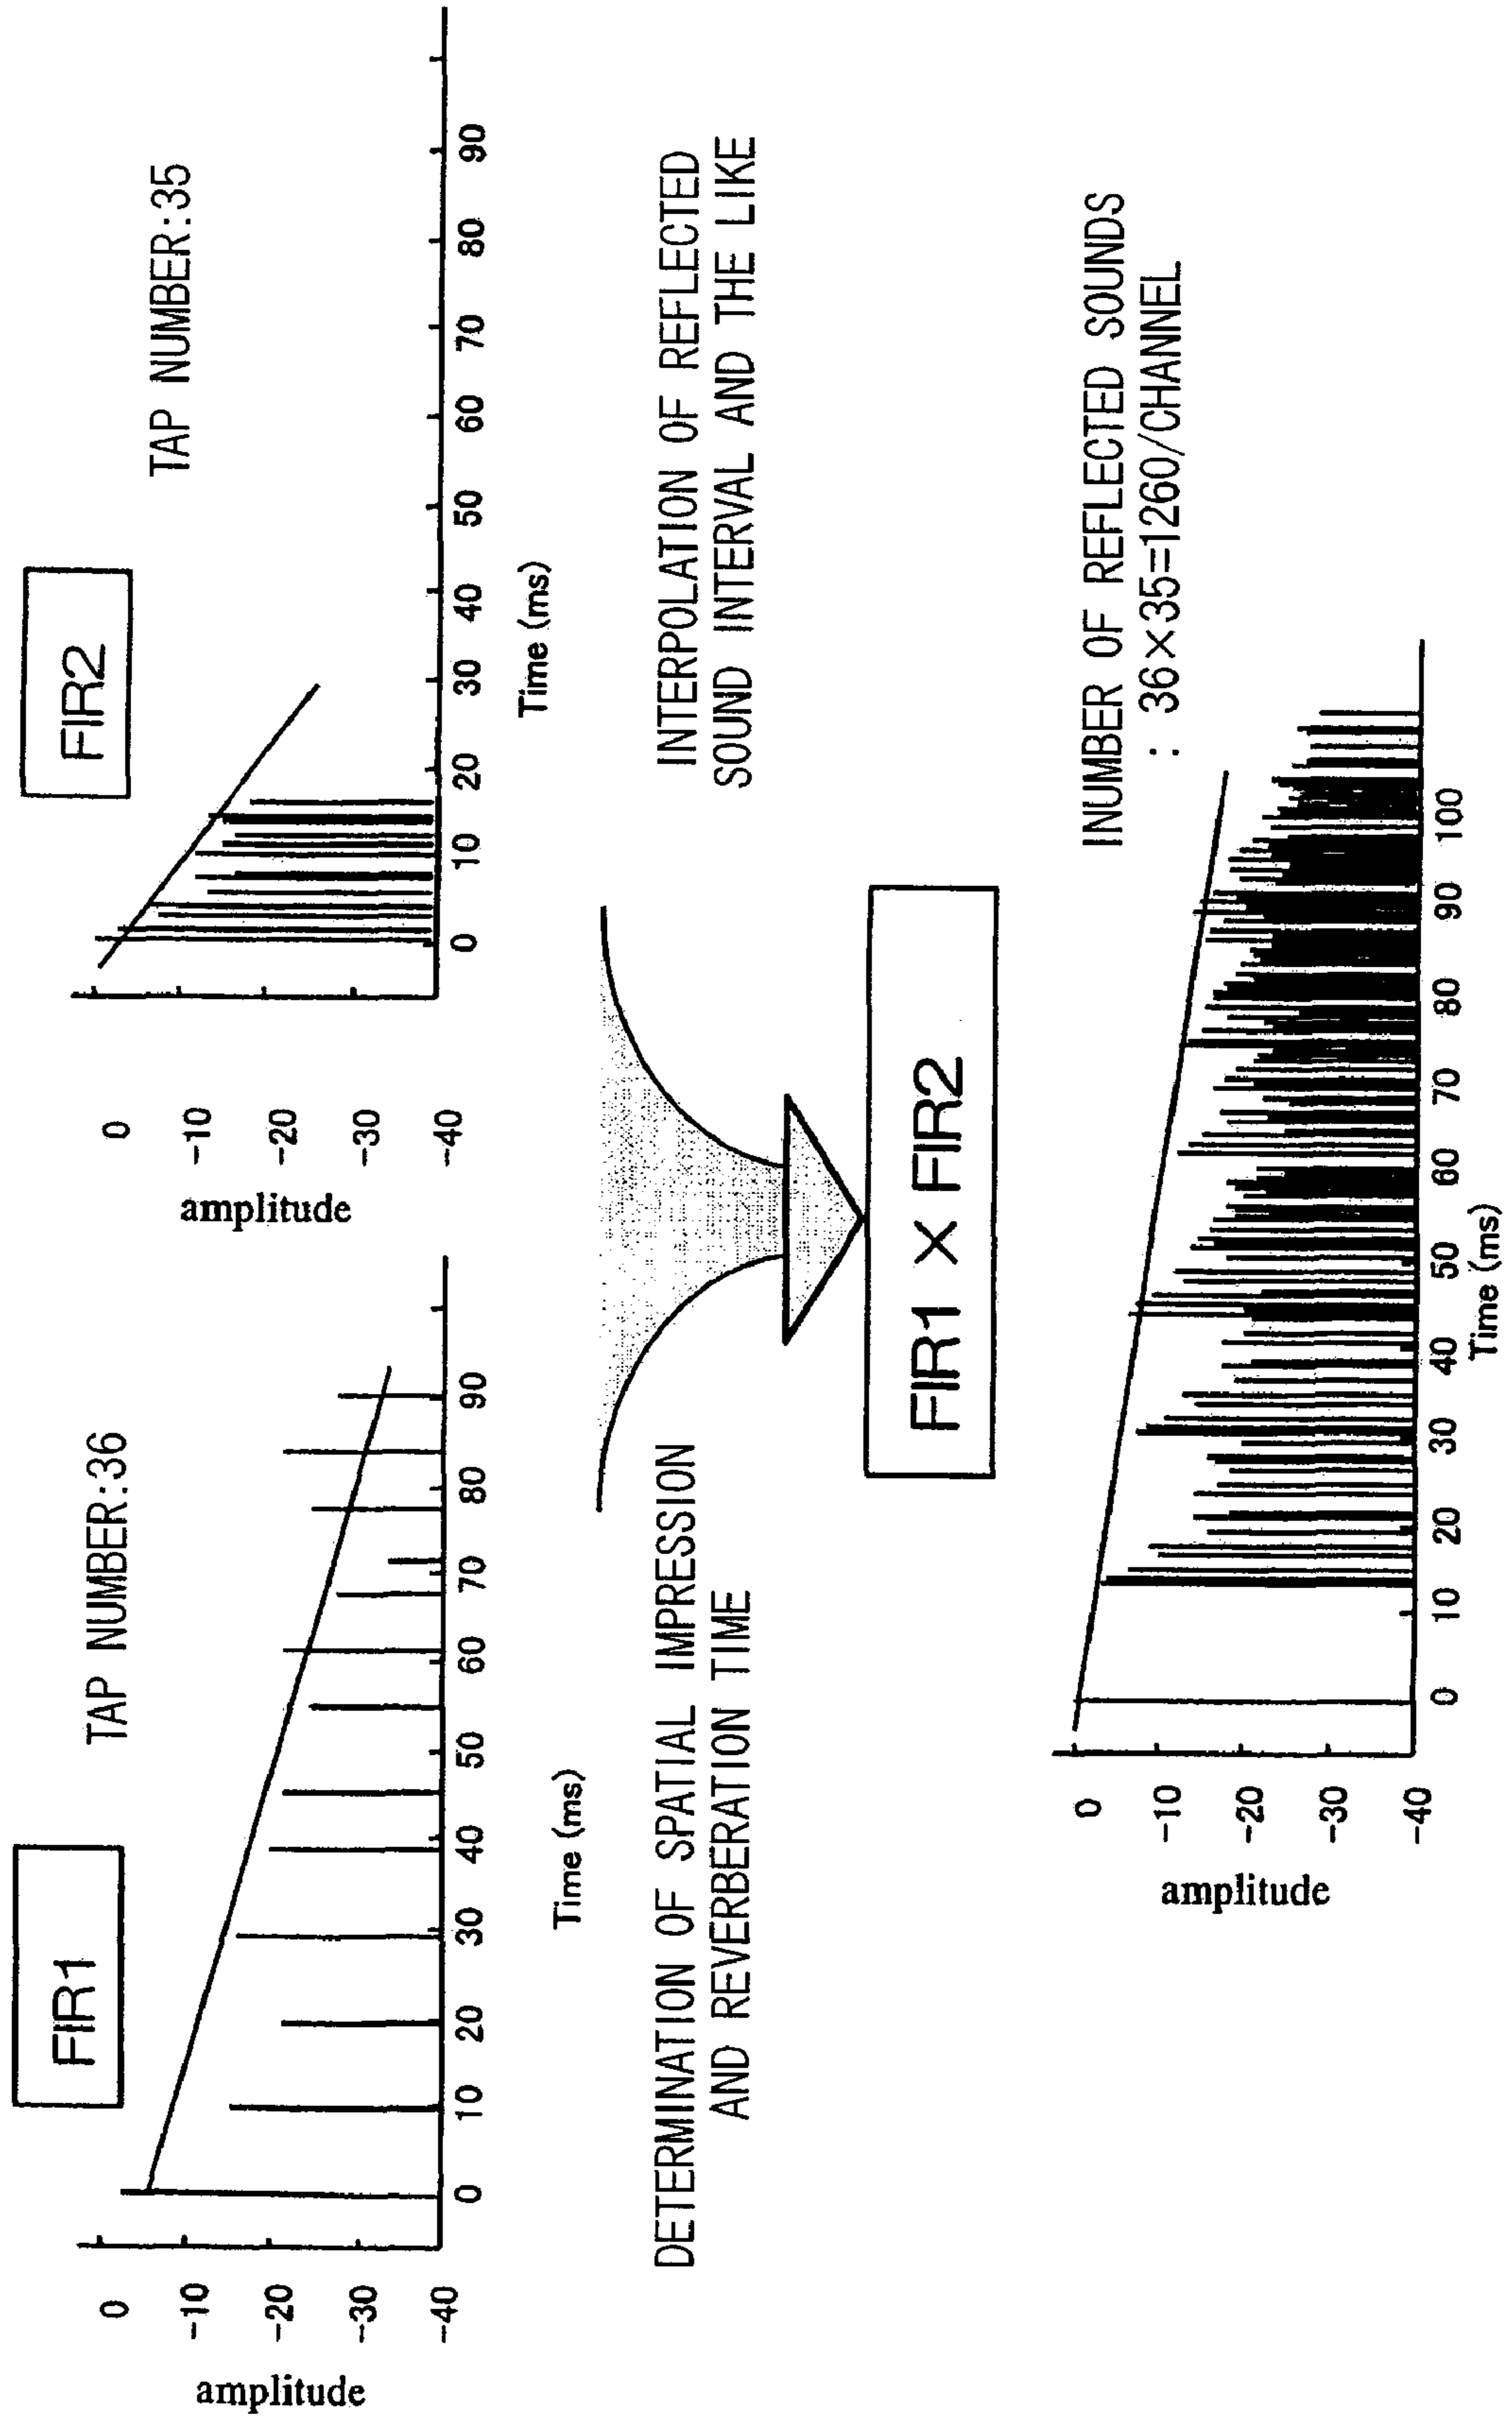 FIR1
TAP NUMBER:36
amplitude
0
-10
-20
-30
-40
0 10 20 30 40 50 60 70 80 90
Time (ms)
DETERMINATION OF SPATIAL IMPRESSION
AND REVERBERATION TIME
FIR2
TAP NUMBER:35
amplitude
0
-10
-20
-30
-40
0 10 20 30 40 50 60 70 80 90
Time (ms)
INTERPOLATION OF REFLECTED
SOUND INTERVAL AND THE LIKE
FIR1 × FIR2
INUMBER OF REFLECTED SOUNDS
: 36×35=1260/CHANNEL
amplitude
0
-10
-20
-30
-40
0 10 20 30 40 50 60 70 80 90 100
Time (ms)